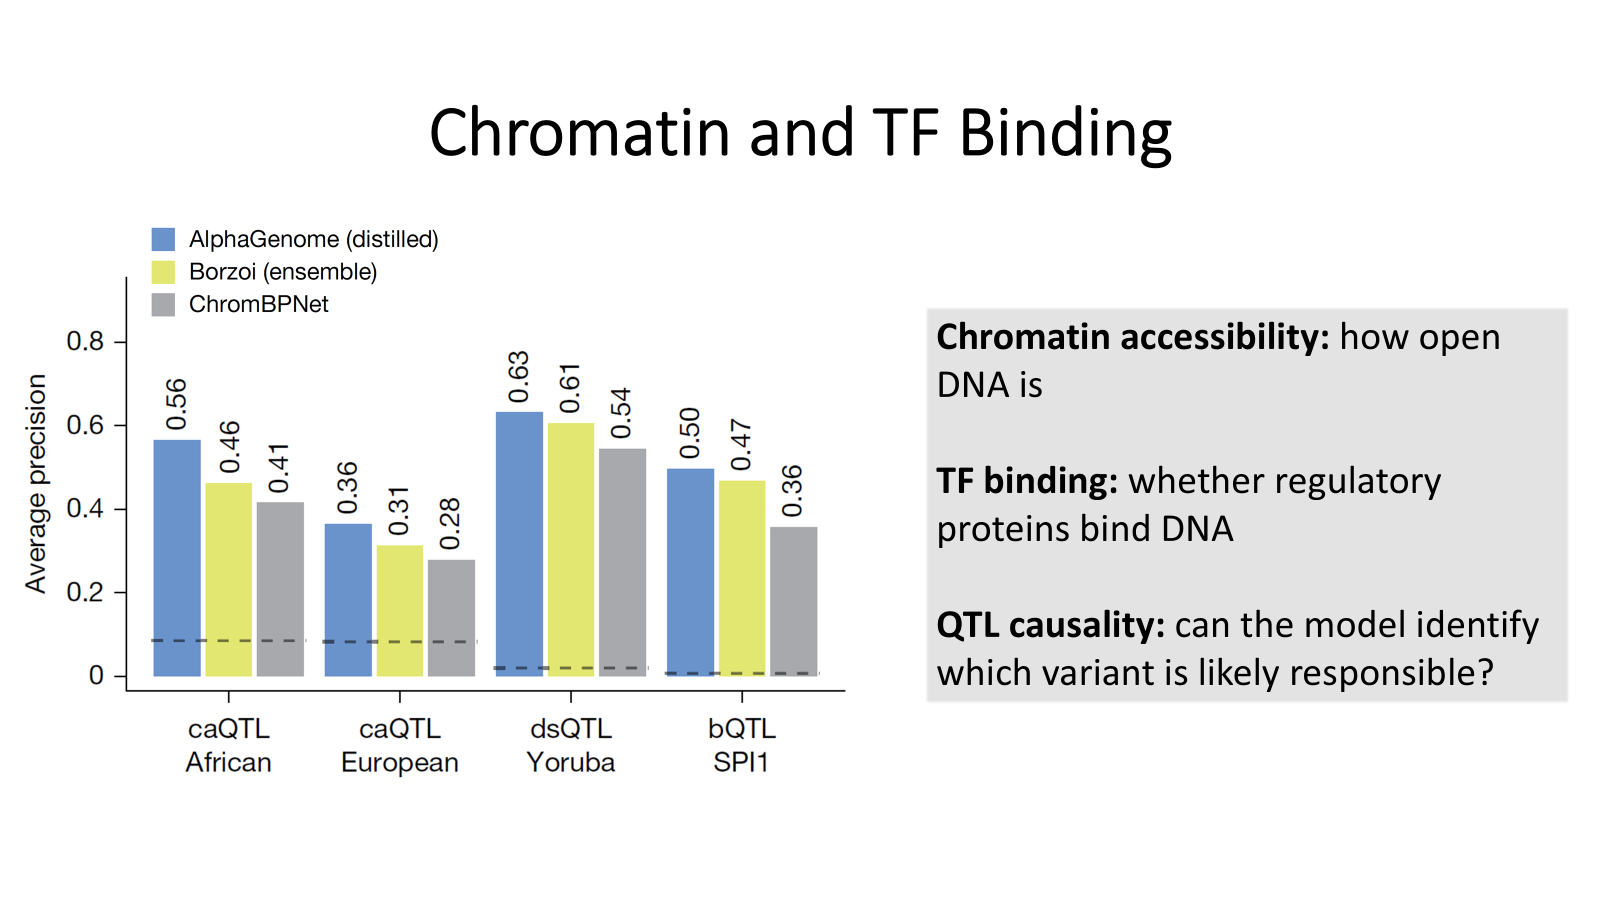 Chromatin and TF Binding
AlphaGenome (distilled)
Borzoi (ensemble)
ChromBPNet
Average precision
0.8
0.6
0.4
0.2
0
0.56
0.46
0.41
0.36
0.31
0.28
0.63
0.61
0.54
0.50
0.47
0.36
caQTL
African
caQTL
European
dsQTL
Yoruba
bQTL
SPI1
Chromatin accessibility: how open
DNA is
TF binding: whether regulatory
proteins bind DNA
QTL causality: can the model identify
which variant is likely responsible?